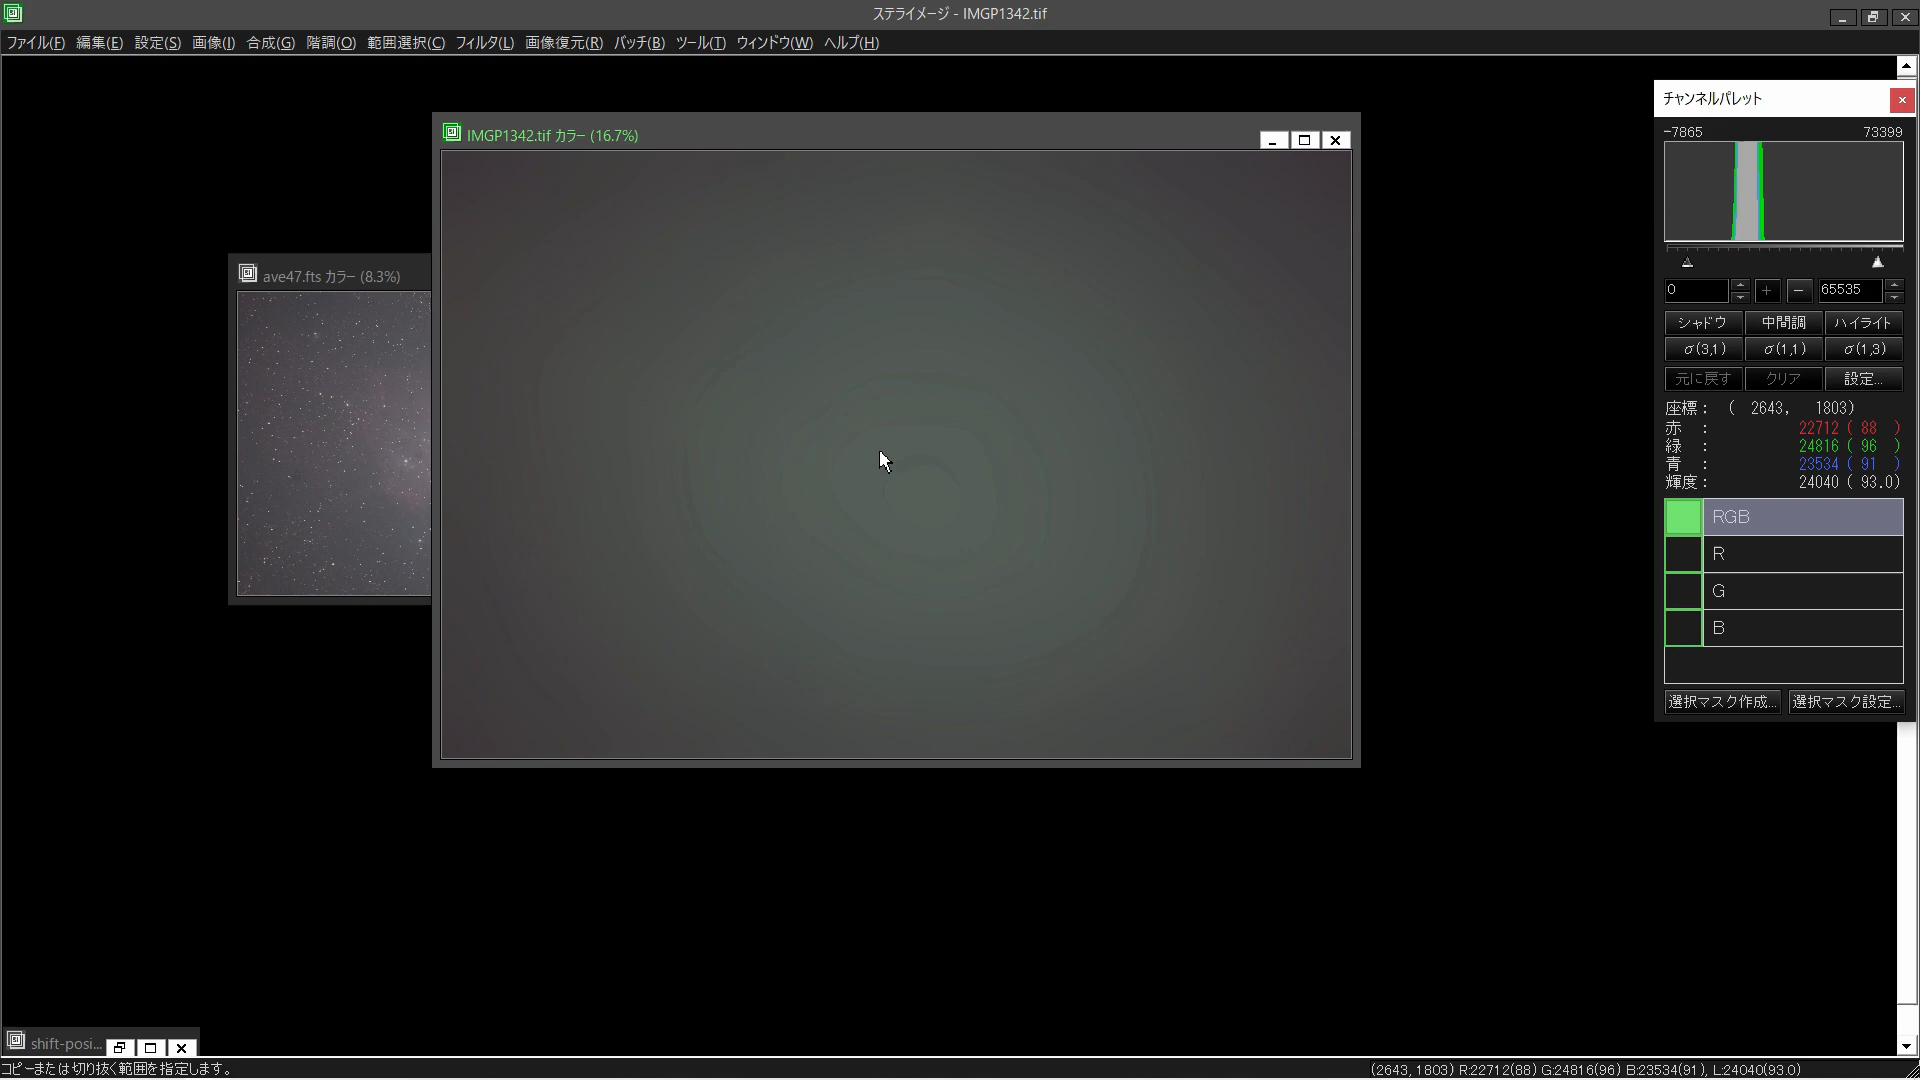 ステライメージ - IMGP1342.tif
ファイル(F) 編集(E) 設定(S) 画像(I) 合成(G) 階調(O) 範囲選択(C) フィルタ(L) 画像復元(R) バッチ(B) ツール(T) ウィンドウ(W) ヘルプ(H)
チャンネルパレット
-7865 73399
IMGP1342.tif カラー (16.7%)
ave47.fts カラー (8.3%)
0 + - 65535
シャドウ 中間調 ハイライト
σ(3,1) σ(1,1) σ(1,3)
元に戻す クリア 設定...
座標: ( 2643, 1803)
赤 : 22712 ( 88 )
緑 : 24816 ( 96 )
青 : 23534 ( 91 )
輝度: 24040 ( 93.0)
RGB
R
G
B
選択マスク作成... 選択マスク設定...
shift-posi...
コピーまたは切り抜く範囲を指定します。
(2643, 1803) R:22712(88) G:24816(96) B:23534(91), L:24040(93.0)